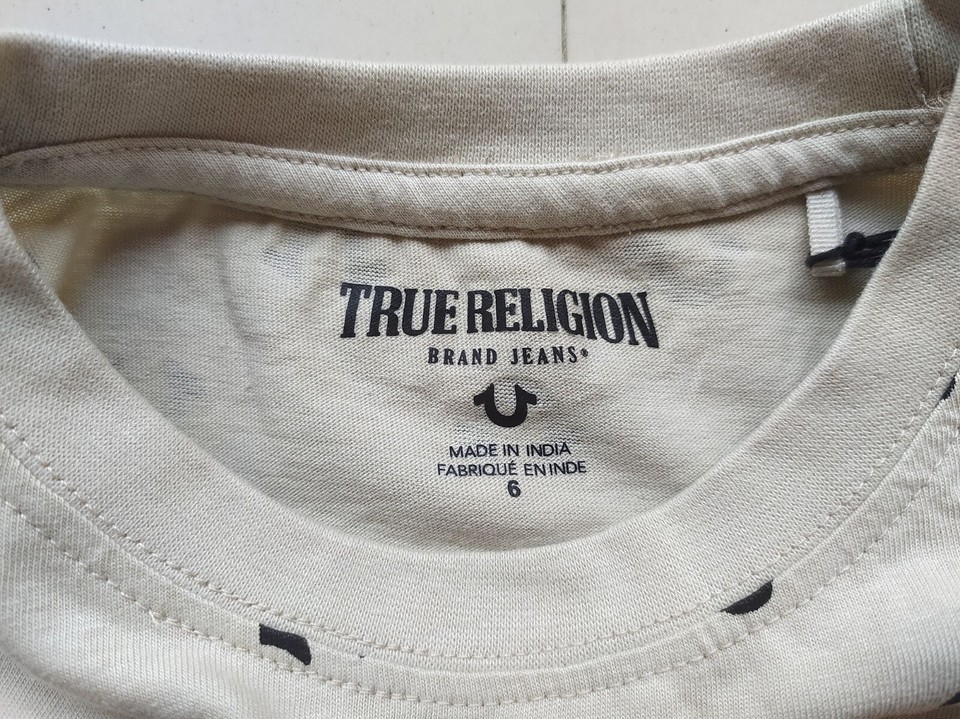 TRUE RELIGION
BRAND JEANS®
MADE IN INDIA
FABRIQUÉ EN INDE
6